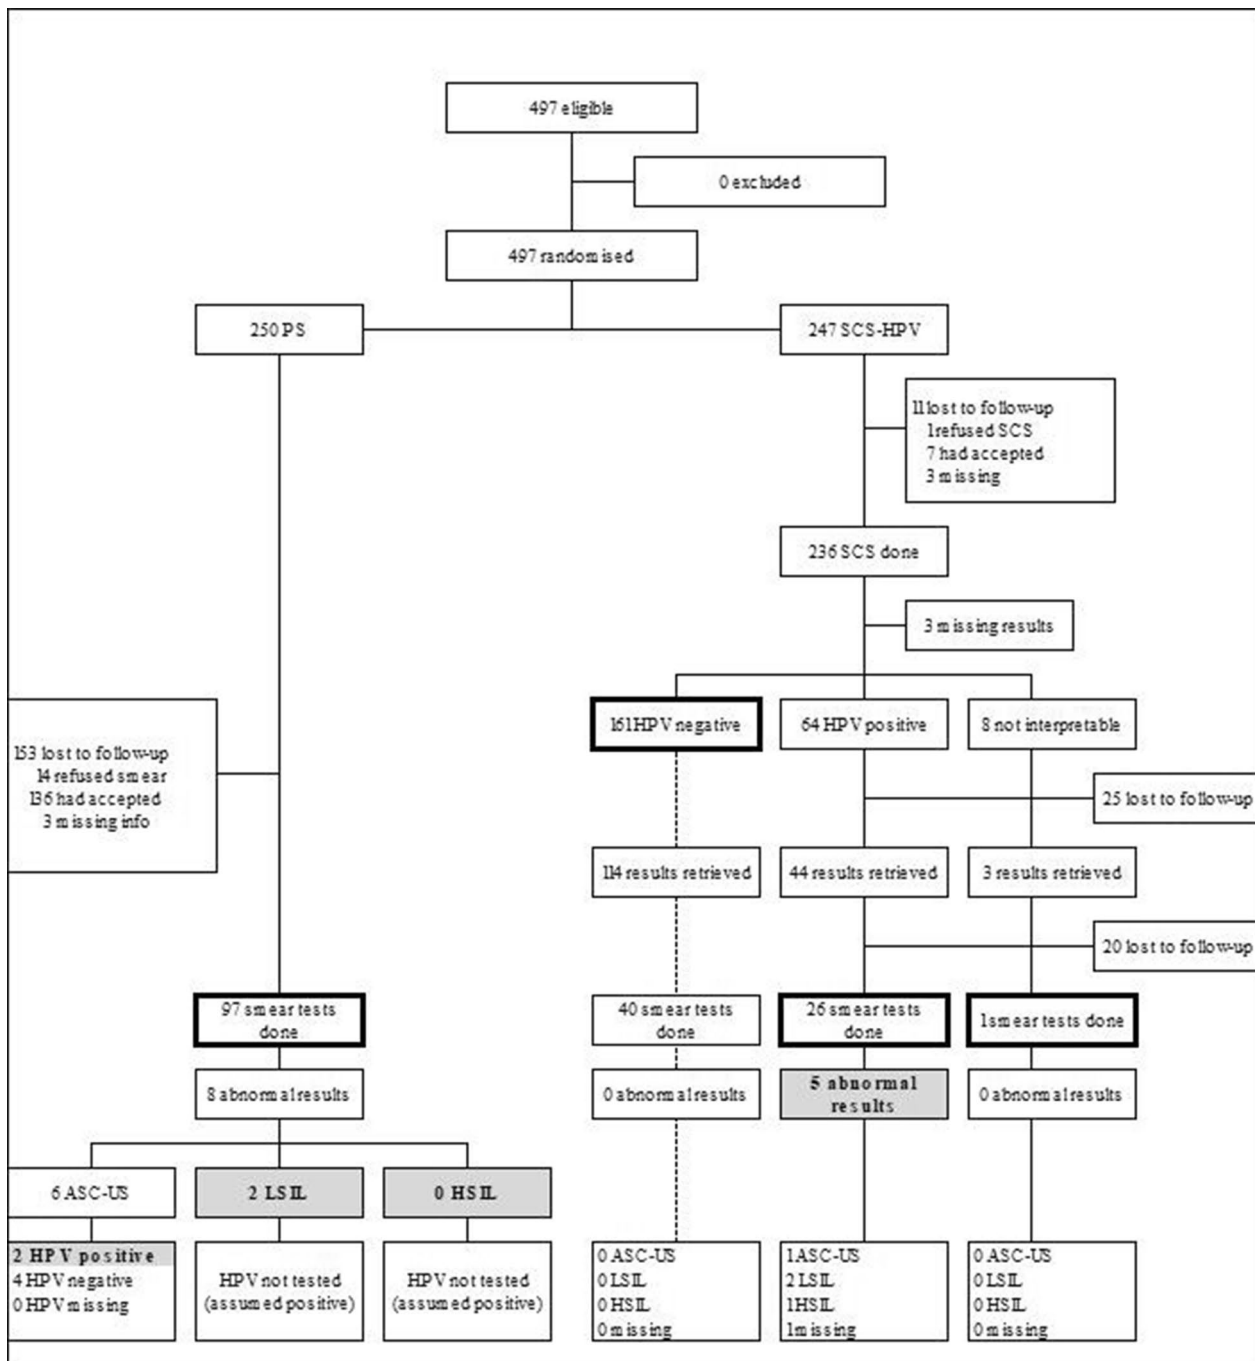 497 eligible
0 excluded
497 randomised
250 PS
247 SCS-HPV
11 lost to follow-up
1 refused SCS
7 had accepted
3 missing
236 SCS done
3 missing results
161 HPV negative
64 HPV positive
8 not interpretable
153 lost to follow-up
14 refused smear
136 had accepted
3 missing info
25 lost to follow-up
114 results retrieved
44 results retrieved
3 results retrieved
20 lost to follow-up
97 smear tests
done
40 smear tests
done
26 smear tests
done
1 smear tests done
8 abnormal results
0 abnormal results
5 abnormal
results
0 abnormal results
6 ASC-US
2 LSIL
0 HSIL
2 HPV positive
4 HPV negative
0 HPV missing
HPV not tested
(assumed positive)
HPV not tested
(assumed positive)
0 ASC-US
0 LSIL
0 HSIL
0 missing
1 ASC-US
2 LSIL
1 HSIL
1 missing
0 ASC-US
0 LSIL
0 HSIL
0 missing